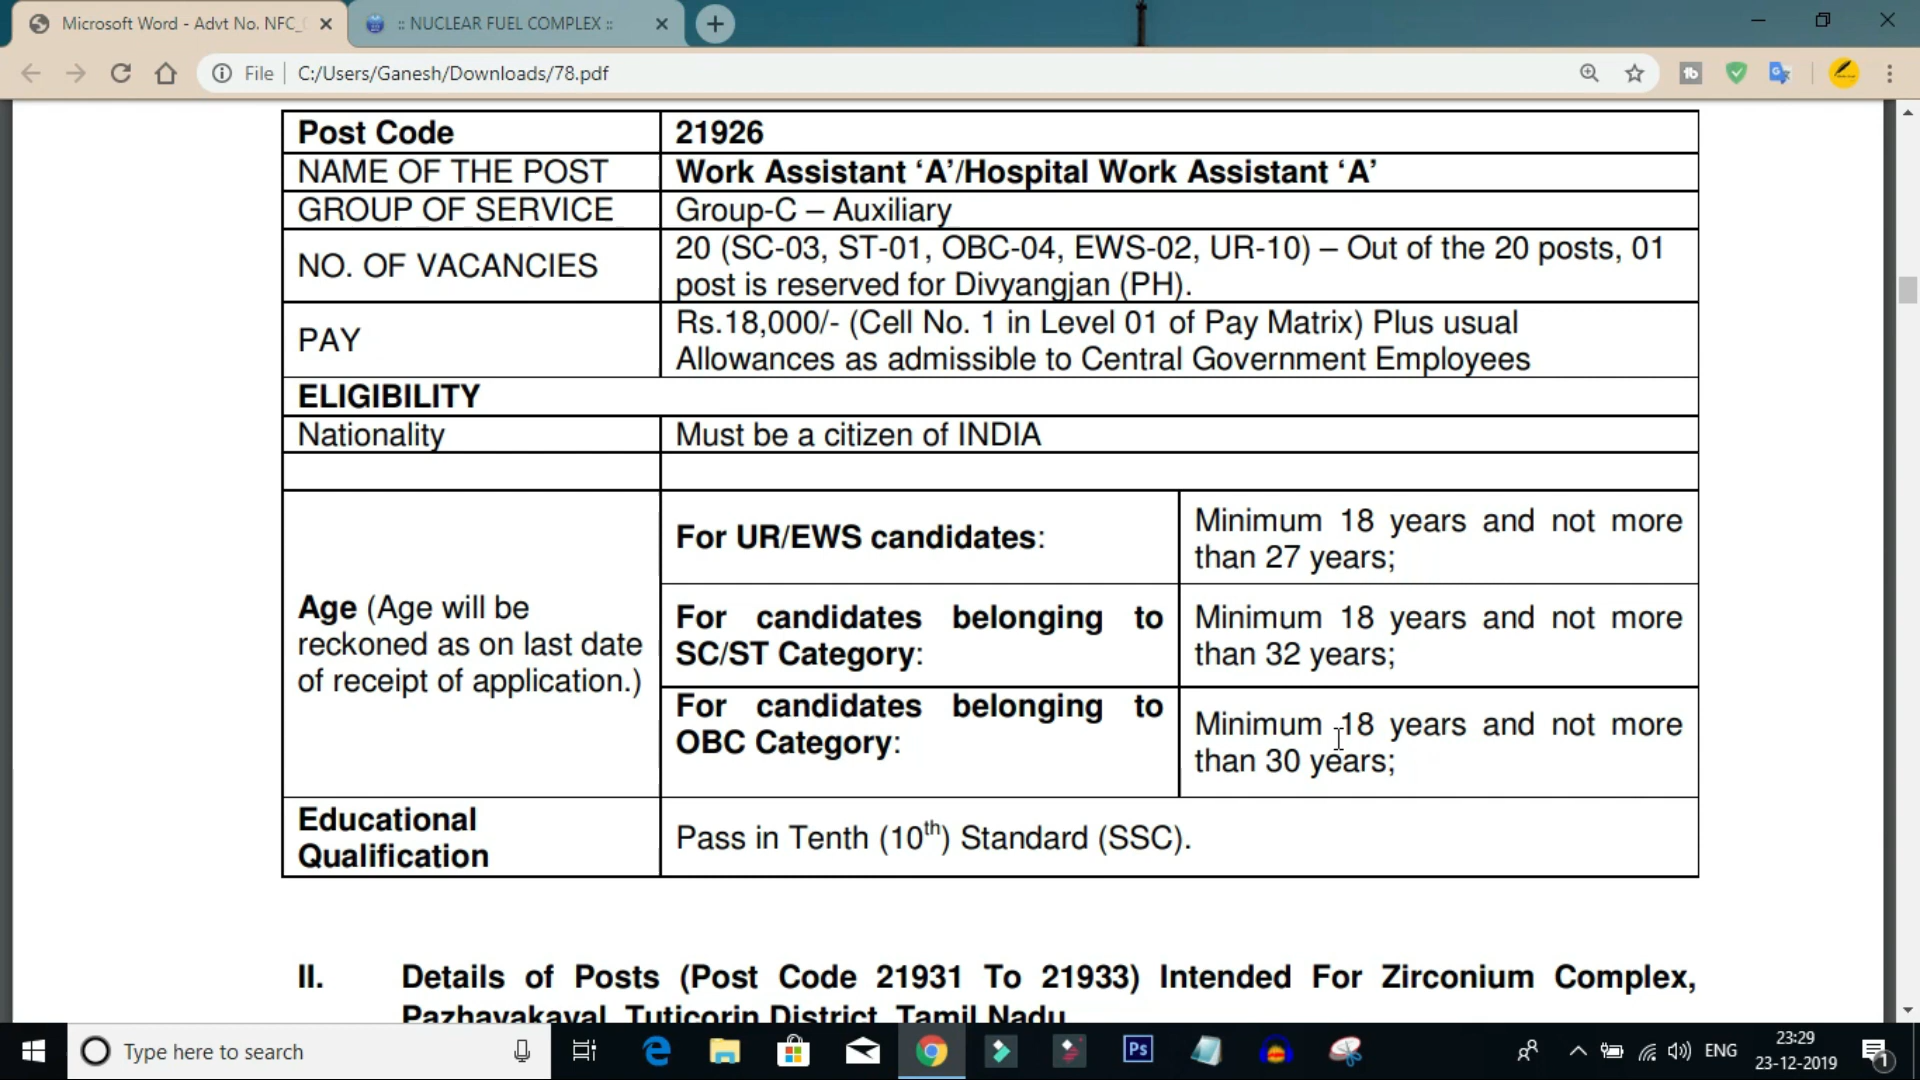 Microsoft Word - Advt No. NFC_
:: NUCLEAR FUEL COMPLEX ::
File
C:/Users/Ganesh/Downloads/78.pdf
Post Code
21926
NAME OF THE POST
Work Assistant ‘A’/Hospital Work Assistant ‘A’
GROUP OF SERVICE
Group-C – Auxiliary
NO. OF VACANCIES
20 (SC-03, ST-01, OBC-04, EWS-02, UR-10) – Out of the 20 posts, 01
post is reserved for Divyangjan (PH).
PAY
Rs.18,000/- (Cell No. 1 in Level 01 of Pay Matrix) Plus usual
Allowances as admissible to Central Government Employees
ELIGIBILITY
Nationality
Must be a citizen of INDIA
Age (Age will be
reckoned as on last date
of receipt of application.)
For UR/EWS candidates:
Minimum 18 years and not more
than 27 years;
For candidates belonging to
SC/ST Category:
Minimum 18 years and not more
than 32 years;
For candidates belonging to
OBC Category:
Minimum 18 years and not more
than 30 years;
Educational
Qualification
Pass in Tenth (10th) Standard (SSC).
II. Details of Posts (Post Code 21931 To 21933) Intended For Zirconium Complex,
Pazhayakayal, Tuticorin District, Tamil Nadu
Type here to search
Ps
ENG
23:29
23-12-2019
1